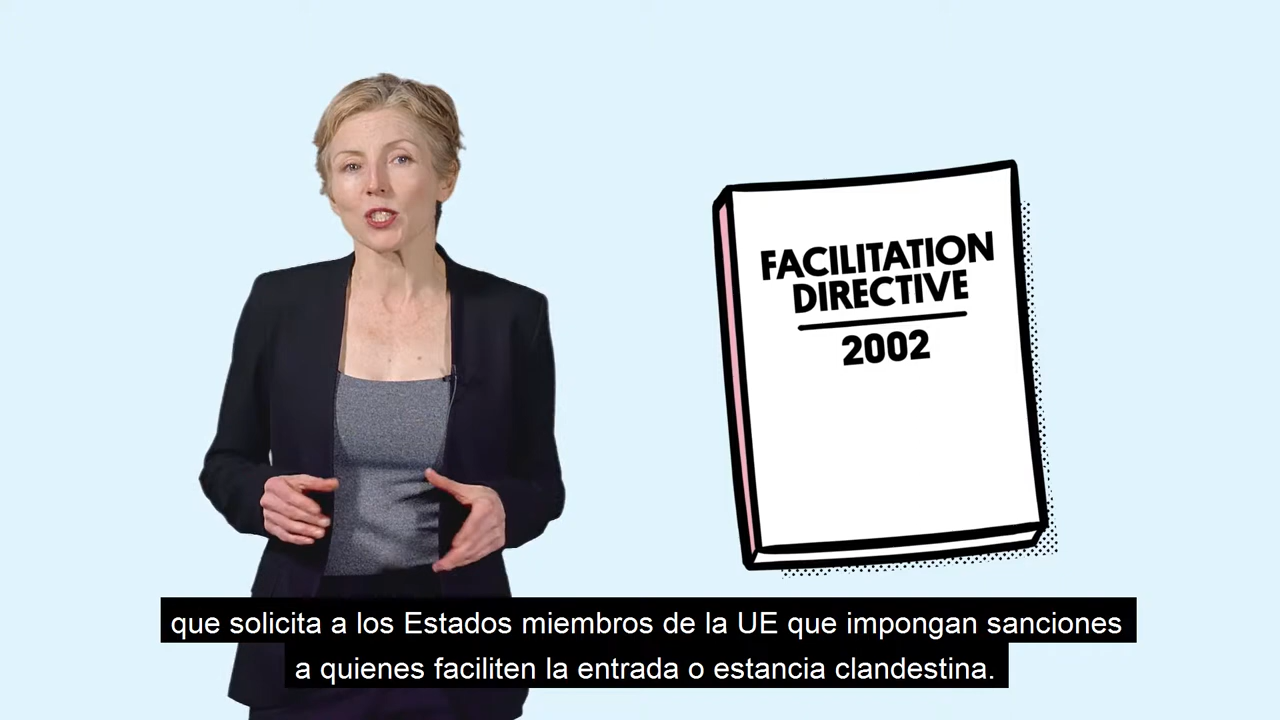 FACILITATION
DIRECTIVE
2002
que solicita a los Estados miembros de la UE que impongan sanciones
a quienes faciliten la entrada o estancia clandestina.